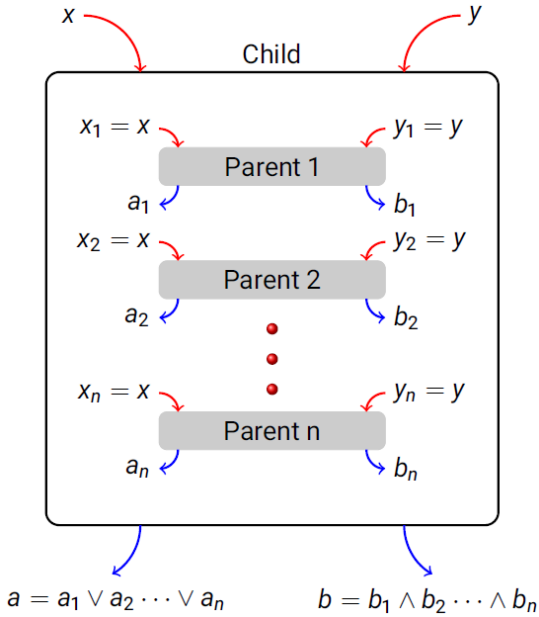 x y
Child
x₁ = x y₁ = y
Parent 1
a₁ b₁
x₂ = x y₂ = y
Parent 2
a₂ b₂
xₙ = x yₙ = y
Parent n
aₙ bₙ
a = a₁ ∨ a₂ ⋯ ∨ aₙ b = b₁ ∧ b₂ ⋯ ∧ bₙ